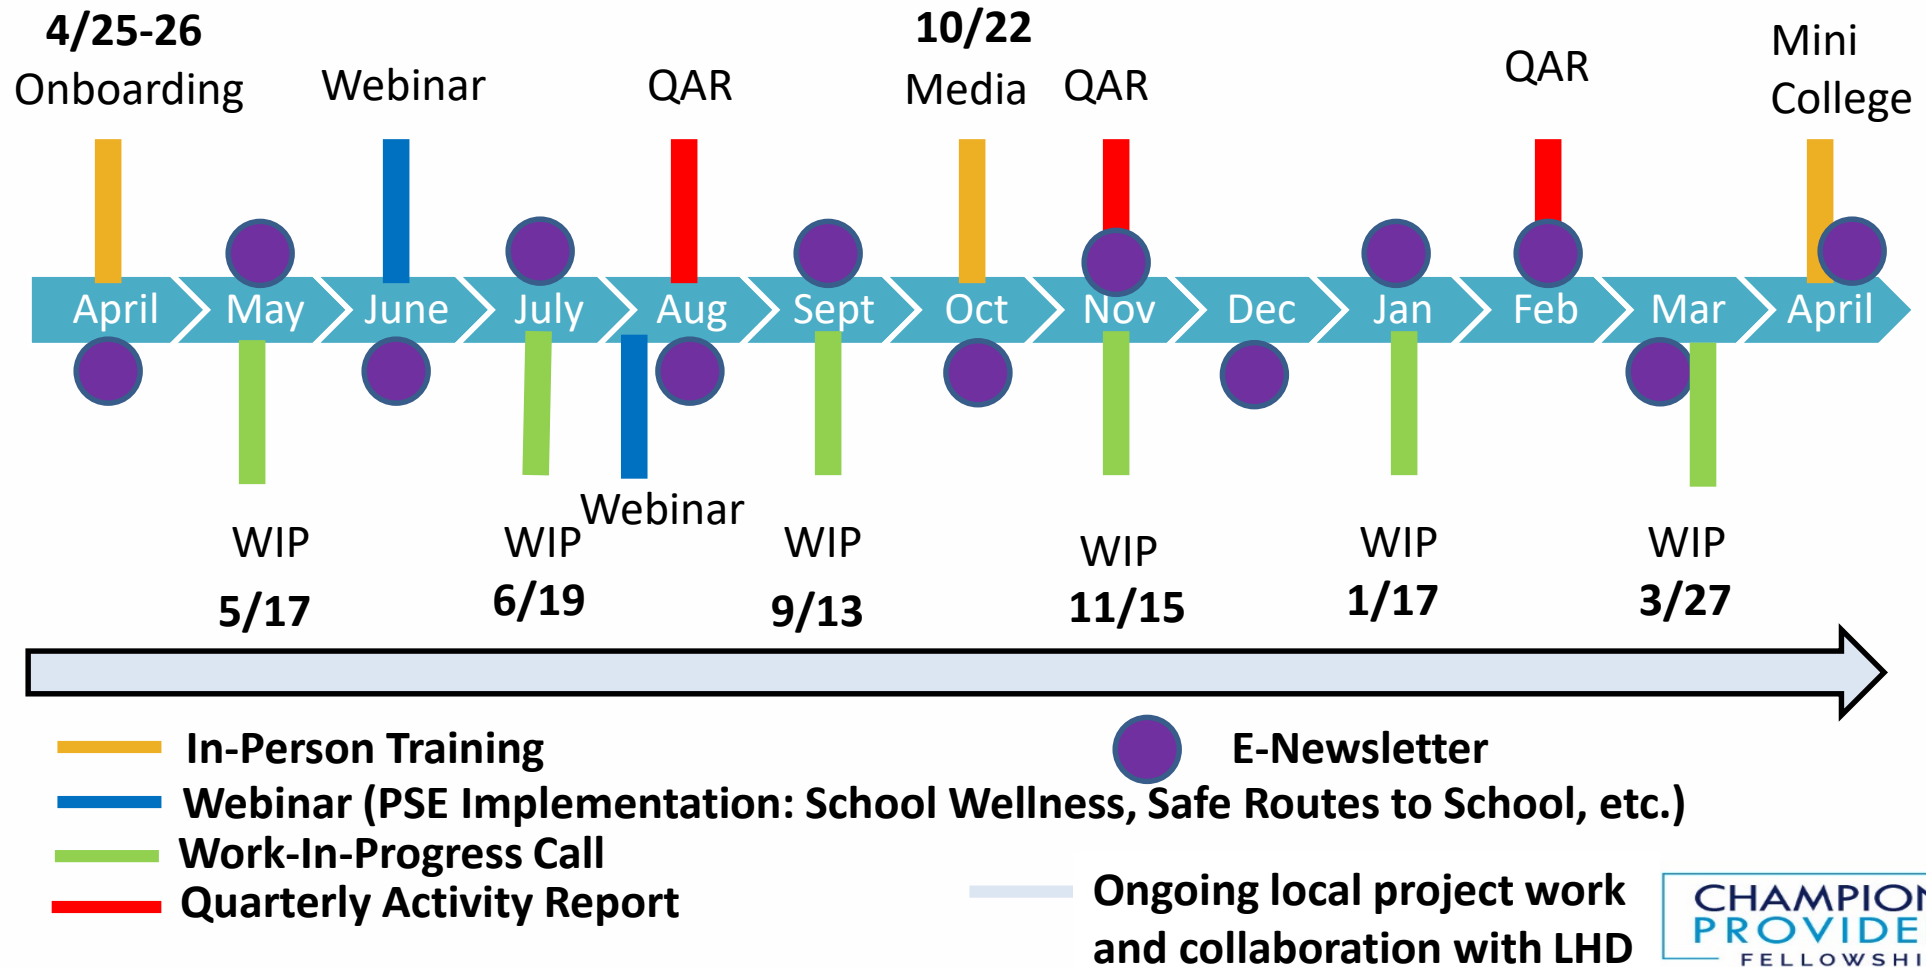 4/25-26
Onboarding
Webinar
QAR
10/22
Media
QAR
QAR
Mini
College
April
May
June
July
Aug
Sept
Oct
Nov
Dec
Jan
Feb
Mar
April
Webinar
WIP
5/17
WIP
6/19
WIP
9/13
WIP
11/15
WIP
1/17
WIP
3/27
In-Person Training
E-Newsletter
Webinar (PSE Implementation: School Wellness, Safe Routes to School, etc.)
Work-In-Progress Call
Quarterly Activity Report
Ongoing local project work
and collaboration with LHD
CHAMPION
PROVIDE
FELLOWSHI